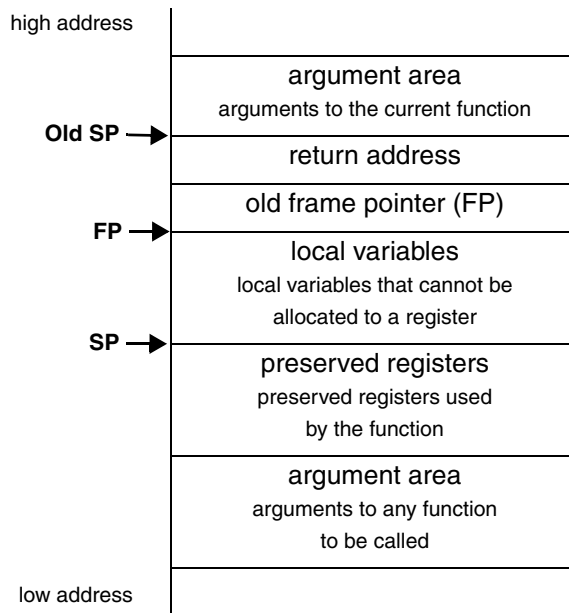 high address
argument area
arguments to the current function
Old SP
return address
old frame pointer (FP)
FP
local variables
local variables that cannot be
allocated to a register
SP
preserved registers
preserved registers used
by the function
argument area
arguments to any function
to be called
low address